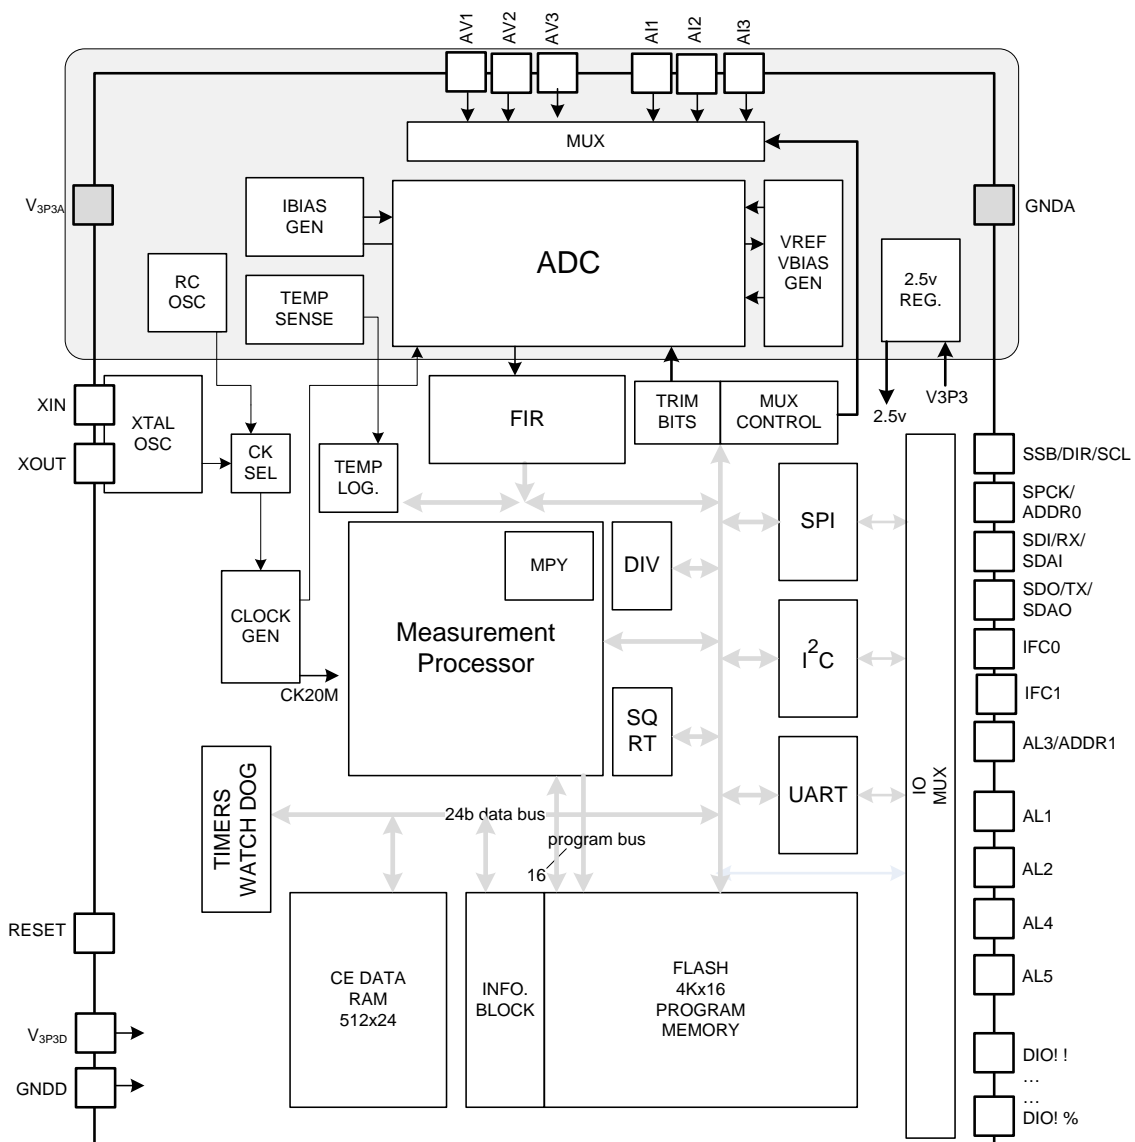 AV1
AV2
AV3
AI1
AI2
AI3
MUX
V3P3A
GNDA
IBIAS
GEN
ADC
VREF
VBIAS
GEN
RC
OSC
TEMP
SENSE
2.5v
REG.
XIN
XTAL
OSC
XOUT
CK
SEL
FIR
TRIM
BITS
MUX
CONTROL
2.5v
V3P3
TEMP
LOG.
SSB/DIR/SCL
SPCK/
ADDR0
SDI/RX/
SDAI
SDO/TX/
SDAO
IFC0
IFC1
AL3/ADDR1
AL1
AL2
AL4
AL5
DIO! !
...
...
DIO! %
SPI
I2C
UART
IO
MUX
MPY
DIV
Measurement
Processor
SQ
RT
CLOCK
GEN
CK20M
TIMERS
WATCH DOG
24b data bus
program bus
16
RESET
V3P3D
GNDD
CE DATA
RAM
512x24
INFO.
BLOCK
FLASH
4Kx16
PROGRAM
MEMORY